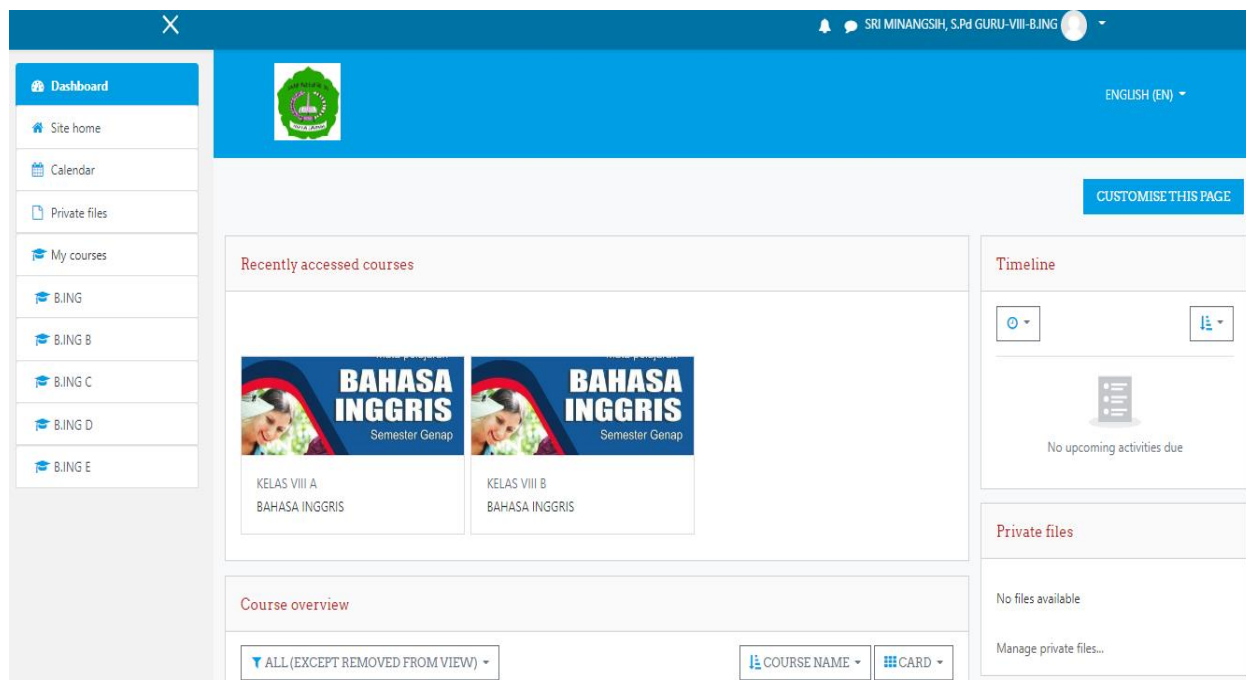 X
SRI MINANGSIH, S.Pd GURU-VIII-B.ING
Dashboard
Site home
Calendar
Private files
My courses
B.ING
B.ING B
B.ING C
B.ING D
B.ING E
ENGLISH (EN)
CUSTOMISE THIS PAGE
Recently accessed courses
BAHASA
INGGRIS
Semester Genap
KELAS VIII A
BAHASA INGGRIS
BAHASA
INGGRIS
Semester Genap
KELAS VIII B
BAHASA INGGRIS
Course overview
ALL (EXCEPT REMOVED FROM VIEW)
COURSE NAME
CARD
Timeline
No upcoming activities due
Private files
No files available
Manage private files...